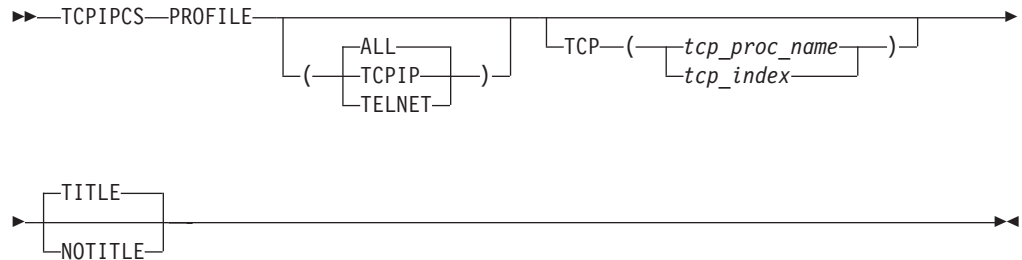 TCPIPCS PROFILE
ALL
( TCPIP )
TELNET
TCP ( tcp_proc_name )
tcp_index
TITLE
NOTITLE